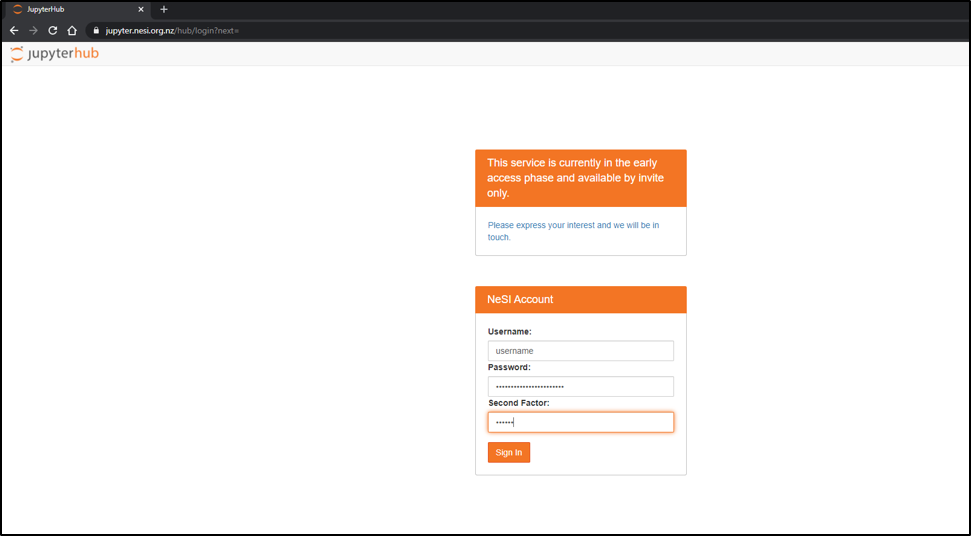 JupyterHub
jupyter.nesi.org.nz/hub/login?next=
jupyterhub
This service is currently in the early
access phase and available by invite
only.
Please express your interest and we will be in
touch.
NeSI Account
Username:
username
Password:
•••••••••••••••••••••••
Second Factor:
••••••
Sign In